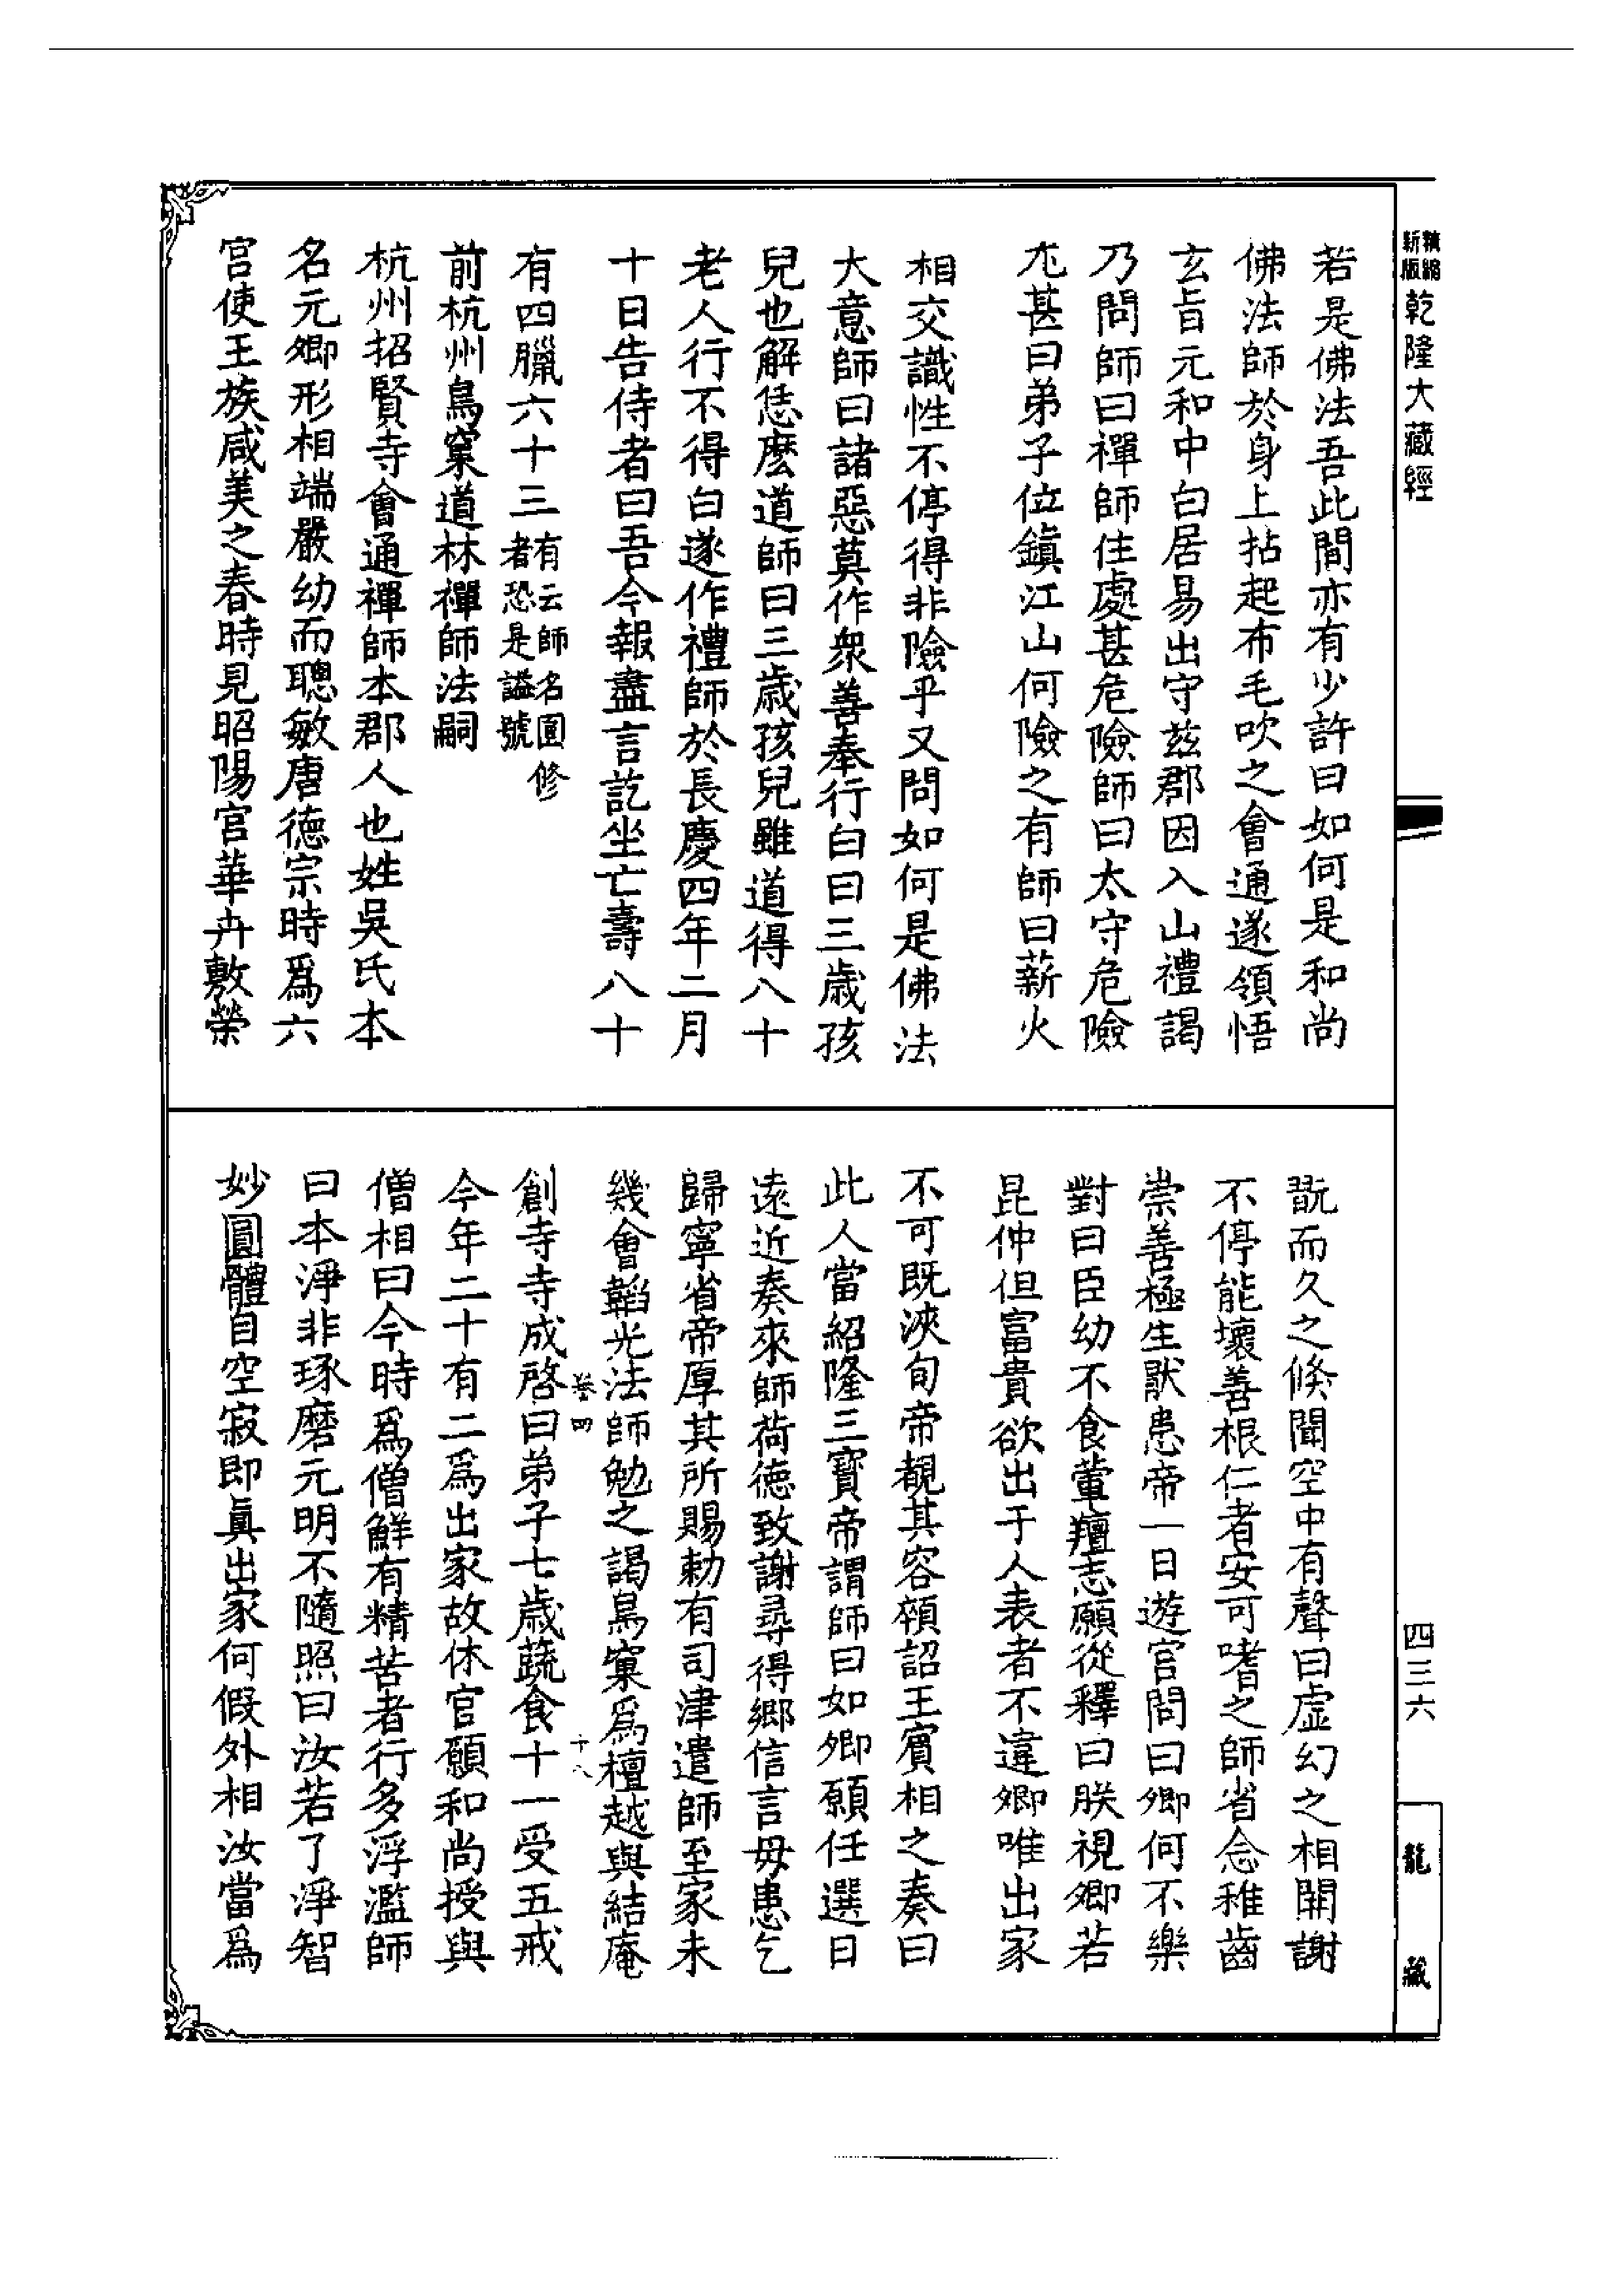 精縮新版乾隆大藏經
若是佛法吾此間亦有少許曰如何是和尚
佛法師於身上拈起布毛吹之會通遂領悟
玄旨元和中白居易出守茲郡因入山禮謁
乃問師曰禪師住處甚危險師曰太守危險
尤甚曰弟子位鎭江山何險之有師曰薪火
相交識性不停得非險乎又問如何是佛法
大意師曰諸惡莫作衆善奉行白曰三歲孩
兒也解恁麽道師曰三歲孩兒雖道得八十
老人行不得白遂作禮師於長慶四年二月
十日告侍者曰吾今報盡言訖坐亡壽八十
有四臘六十三有云師名圓修者恐是謚號
前杭州鳥窠道林禪師法嗣
杭州招賢寺會通禪師本郡人也姓吳氏本
名元卿形相端嚴幼而聰敏唐德宗時爲六
宮使王族咸美之春時見昭陽宮華卉敷榮
翫而久之倐聞空中有聲曰虛幻之相開謝
不停能壞善根仁者安可嗜之師省念稚齒
崇善極生猒患帝一日遊宮問曰卿何不樂
對曰臣幼不食葷羶志願從釋曰朕視卿若
昆仲但富貴欲出于人表者不違卿唯出家
不可既浹旬帝覩其容顇詔王賓相之奏曰
此人當紹隆三寶帝謂師曰如卿願任選日
遠近奏來師荷德致謝尋得鄉信言母患乞
歸寧省帝厚其所賜勅有司津遣師至家未
幾會韜光法師勉之謁鳥窠爲檀越與結庵
卷四 十八
創寺寺成啓曰弟子七歲蔬食十一受五戒
今年二十有二爲出家故休官願和尚授與
僧相曰今時爲僧鮮有精苦者行多浮濫師
曰本淨非琢磨元明不隨照曰汝若了淨智
妙圓體自空寂即眞出家何假外相汝當爲
四三六
龍藏